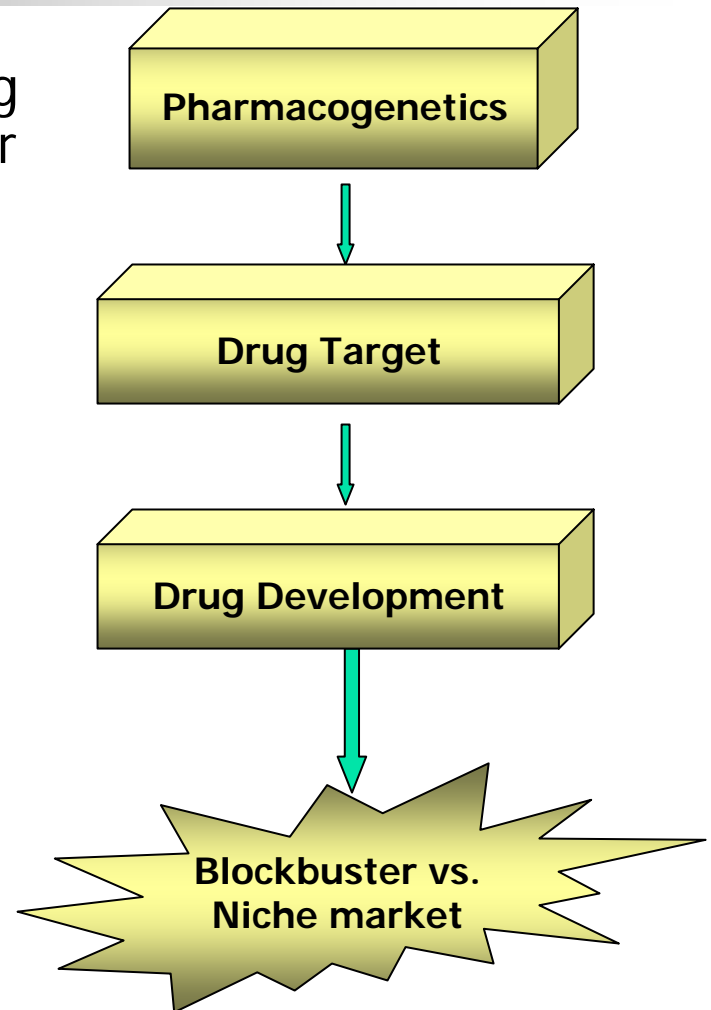 Pharmacogenetics
Drug Target
Drug Development
Blockbuster vs.
Niche market